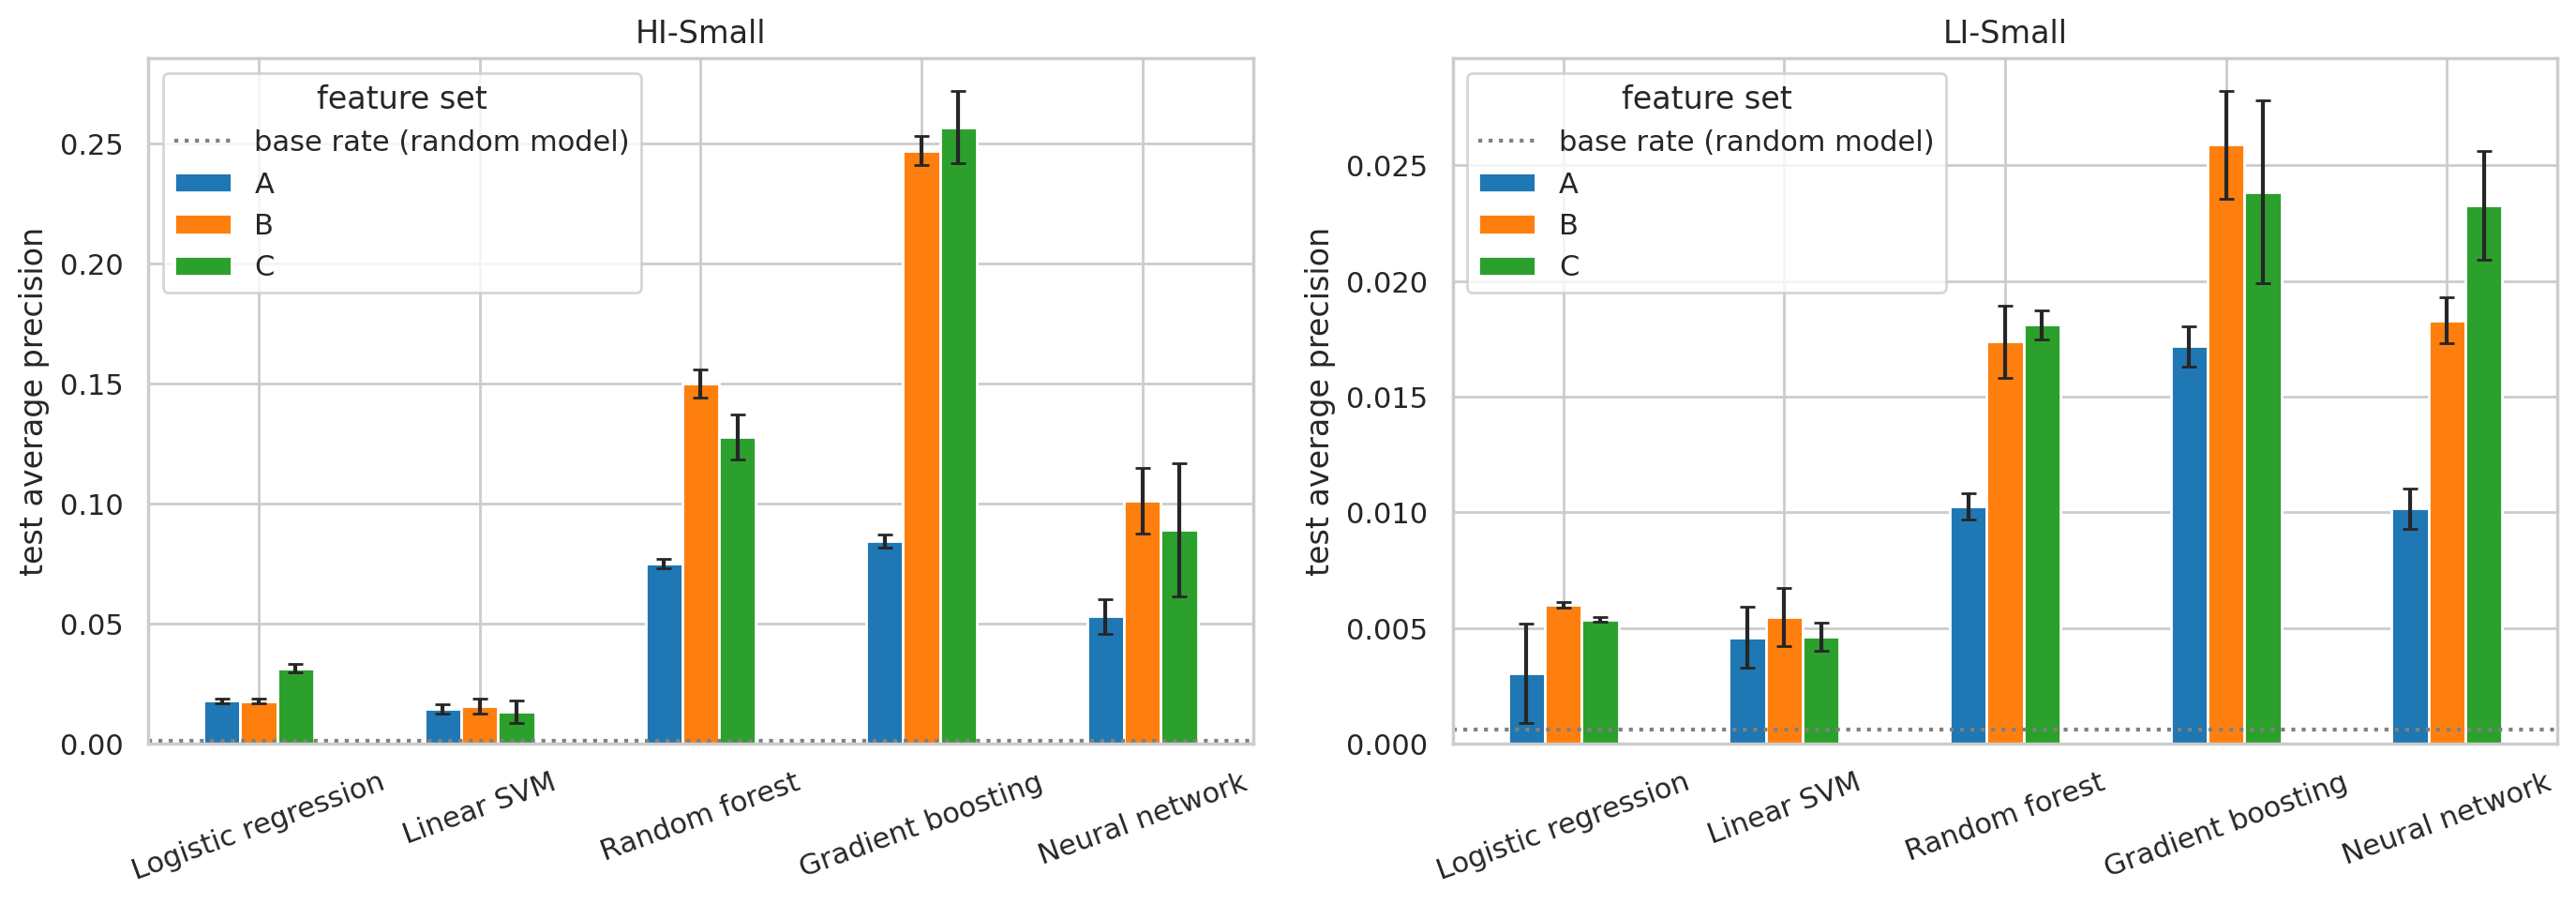 HI-Small
feature set
base rate (random model)
A
B
C
test average precision
0.25
0.20
0.15
0.10
0.05
0.00
Logistic regression
Linear SVM
Random forest
Gradient boosting
Neural network
LI-Small
feature set
base rate (random model)
A
B
C
test average precision
0.025
0.020
0.015
0.010
0.005
0.000
Logistic regression
Linear SVM
Random forest
Gradient boosting
Neural network